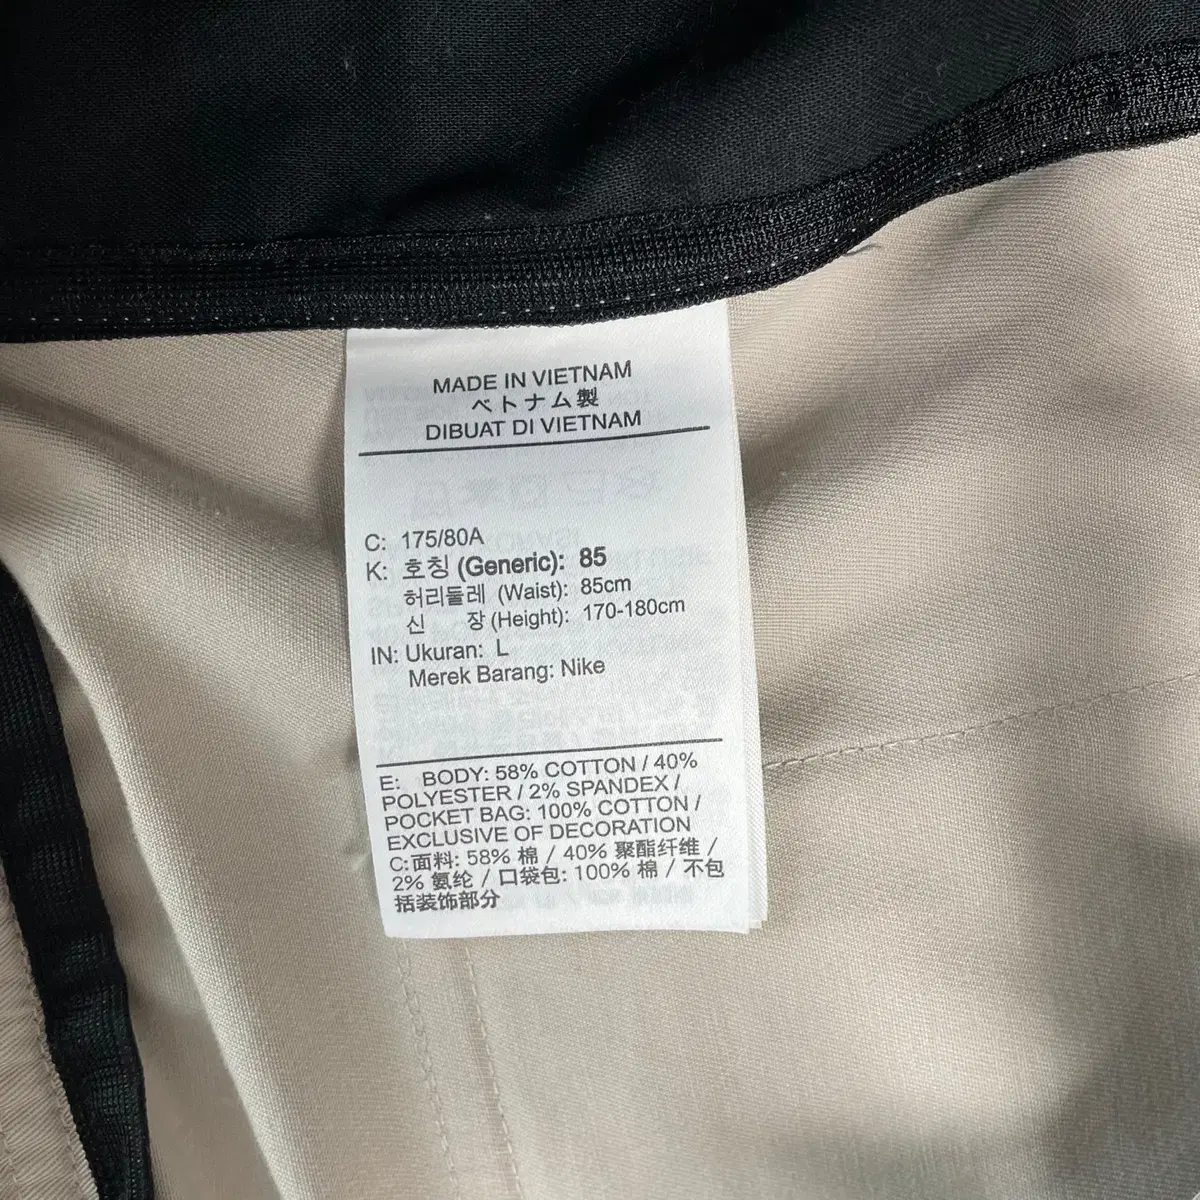 MADE IN VIETNAM
ベトナム製
DIBUAT DI VIETNAM
C: 175/80A
K: 호칭 (Generic): 85
허리둘레 (Waist): 85cm
신 장 (Height): 170-180cm
IN: Ukuran: L
Merek Barang: Nike
E: BODY: 58% COTTON / 40%
POLYESTER / 2% SPANDEX /
POCKET BAG: 100% COTTON /
EXCLUSIVE OF DECORATION
C:面料: 58% 棉 / 40% 聚酯纤维 /
2% 氨纶 / 口袋包: 100% 棉 / 不包
括装饰部分